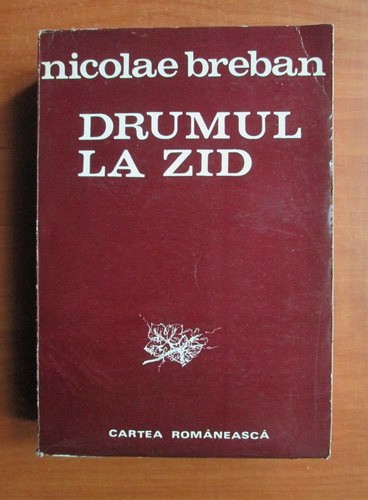 nicolae breban
DRUMUL
LA ZID
CARTEA ROMÂNEASCĂ